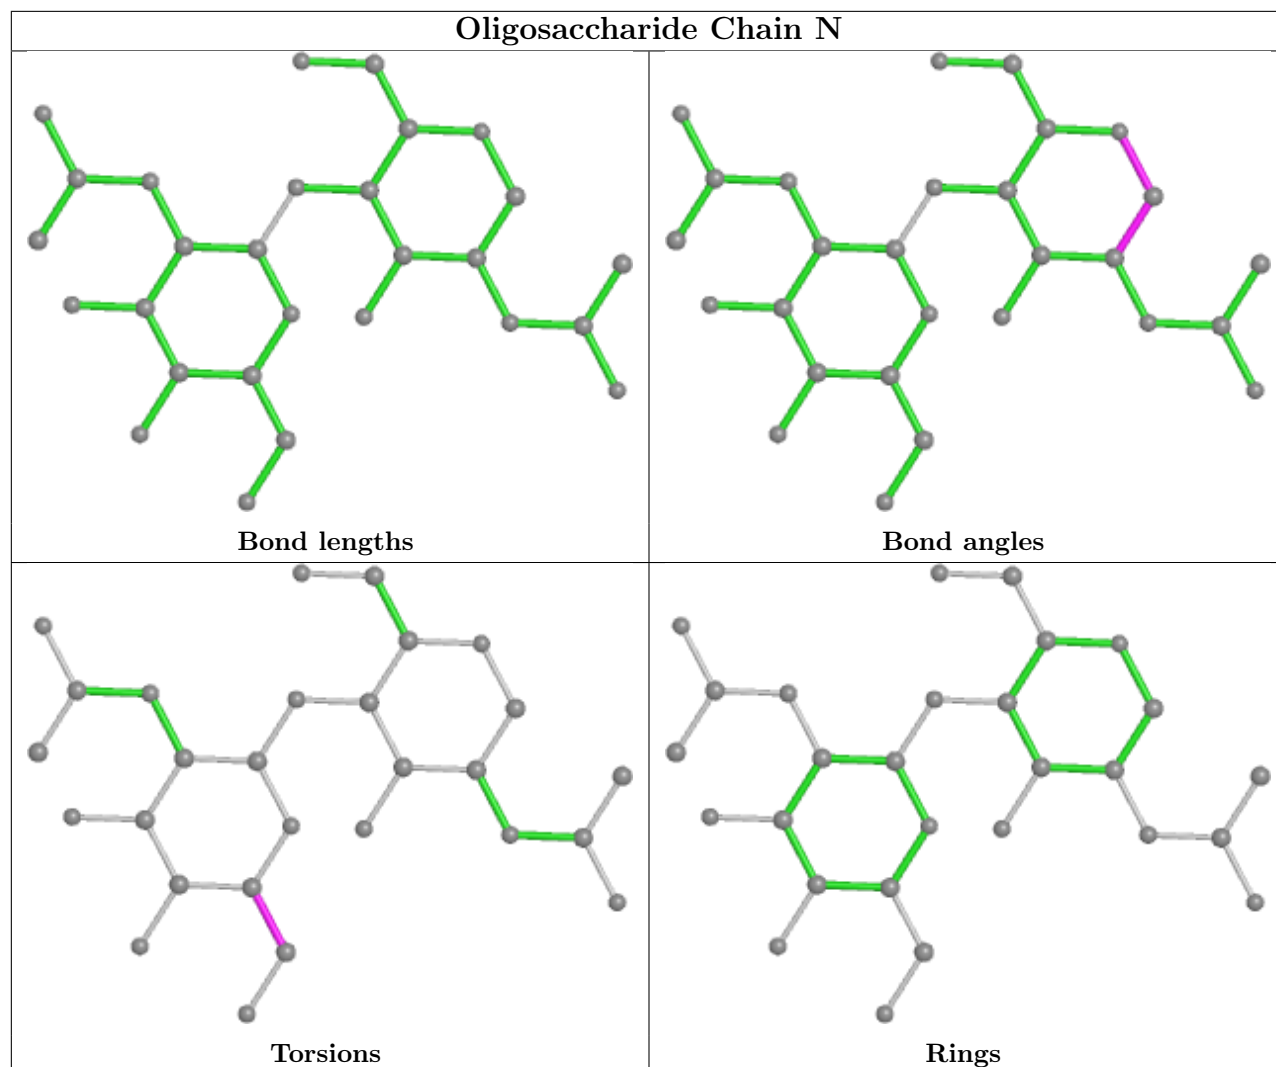 Oligosaccharide Chain N
Bond lengths
Bond angles
Torsions
Rings